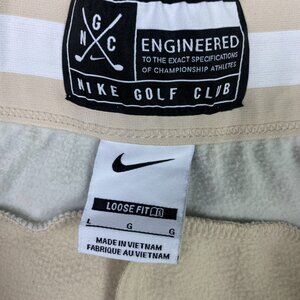 G
N C
ENGINEERED
TO THE EXACT SPECIFICATIONS
OF CHAMPIONSHIP ATHLETES
NIKE GOLF CLUB
LOOSE FIT
L G G
MADE IN VIETNAM
FABRIQUÉ AU VIETNAM